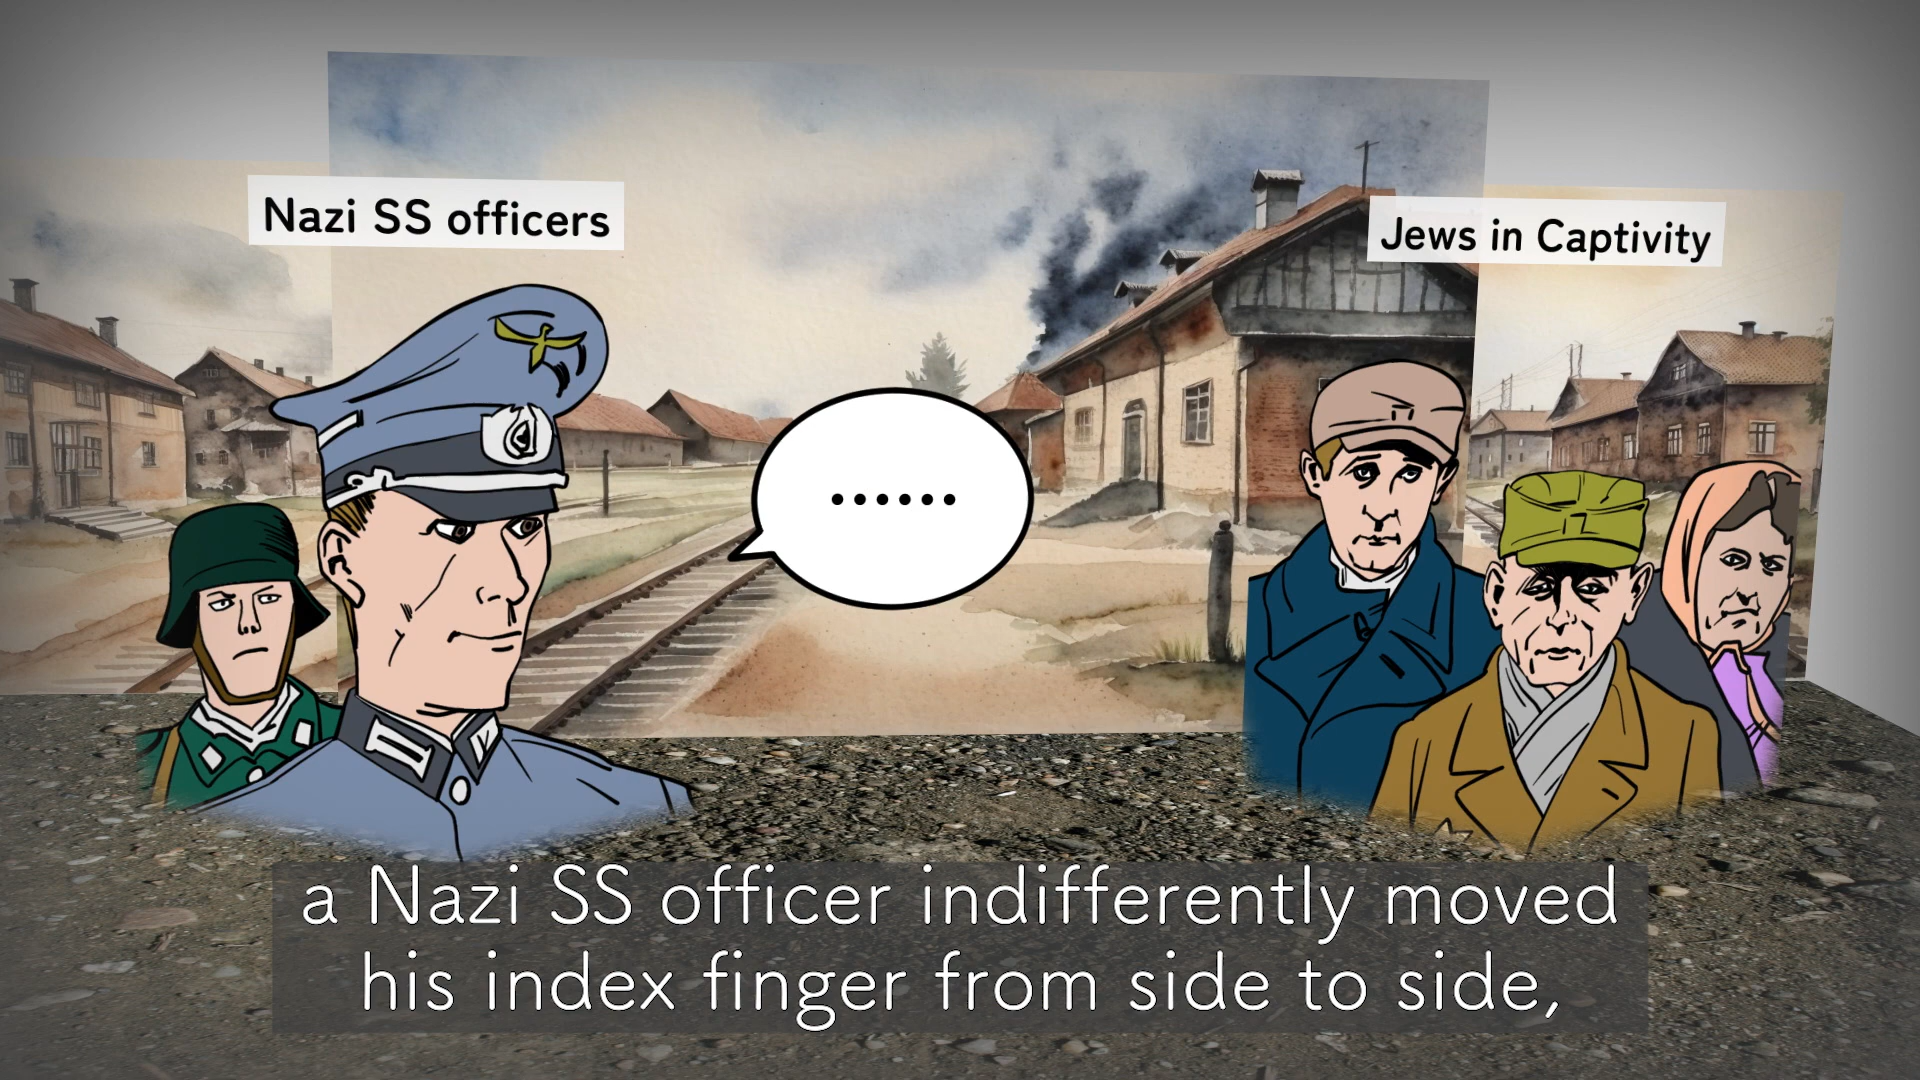 Nazi SS officers
Jews in Captivity
......
a Nazi SS officer indifferently moved
his index finger from side to side,